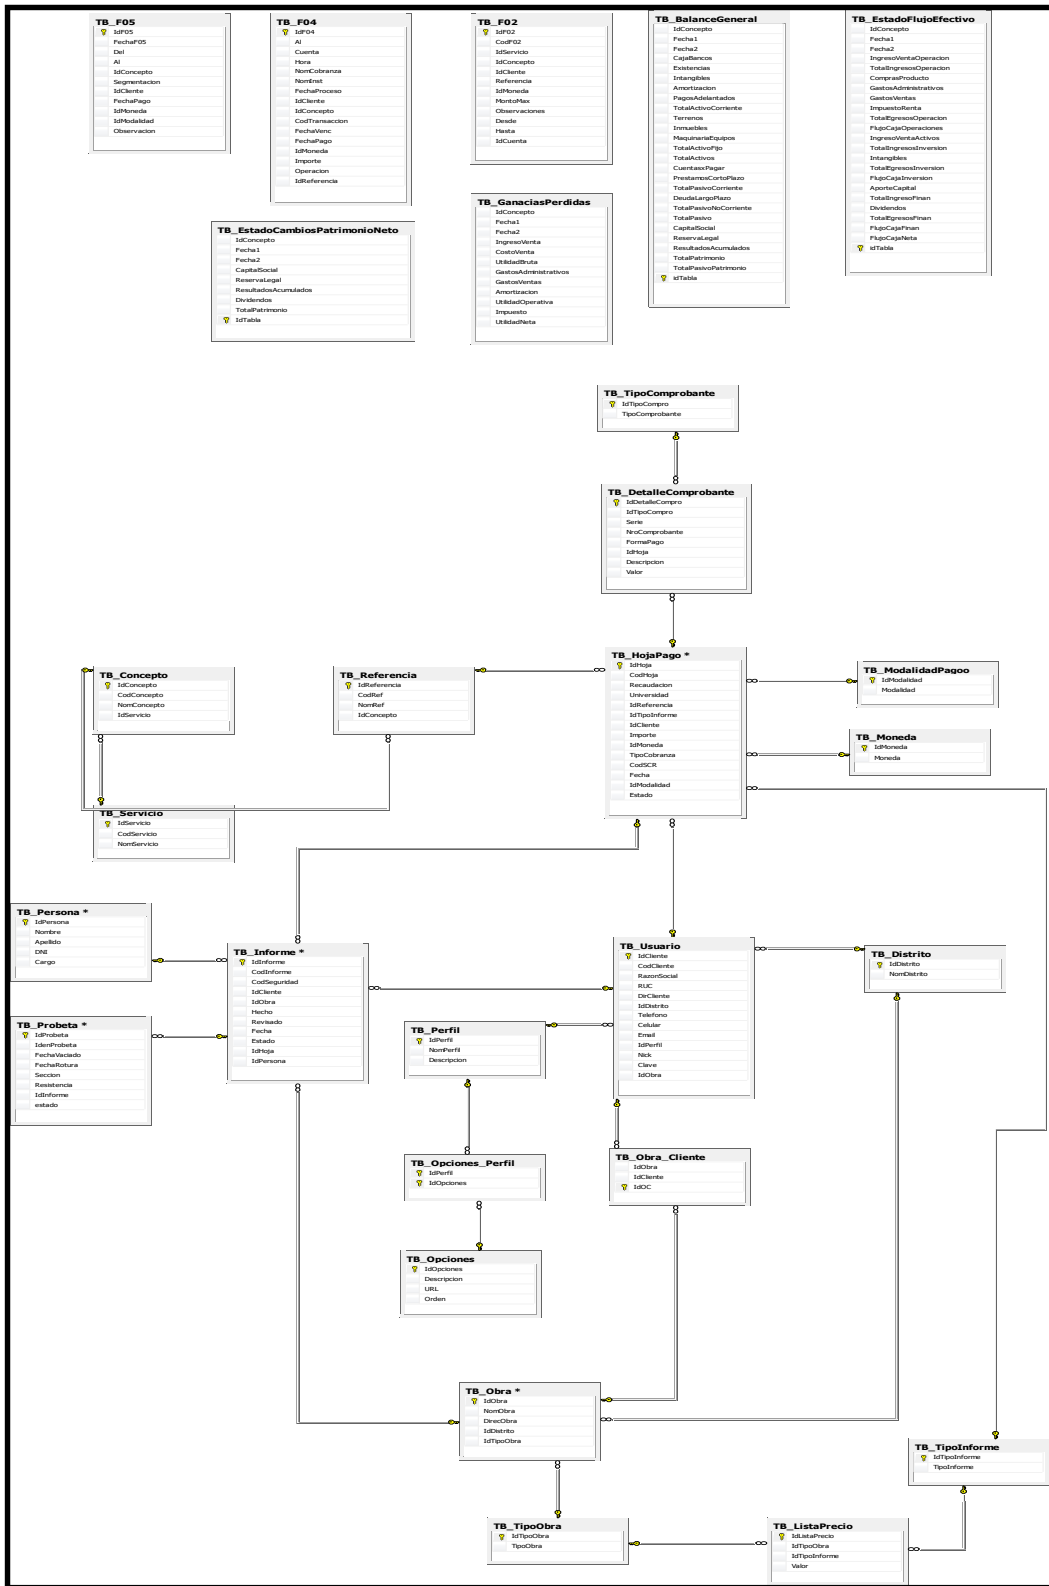 TB_F05
IdF05
FechaF05
Del
Al
IdConcepto
Segmentacion
IdCliente
FechaPago
IdMoneda
IdModalidad
Observacion
TB_F04
IdF04
Al
Cuenta
Hora
NomCobranza
NomInst
FechaProceso
IdCliente
IdConcepto
CodTransaccion
FechaVenc
FechaPago
IdMoneda
Importe
Operacion
IdReferencia
TB_F02
IdF02
CodF02
IdServicio
IdConcepto
IdCliente
Referencia
IdMoneda
MontoMax
Observaciones
Desde
Hasta
IdCuenta
TB_BalanceGeneral
IdConcepto
Fecha1
Fecha2
CajaBancos
Existencias
Intangibles
Amortizacion
PagosAdelantados
TotalActivoCorriente
Terrenos
Inmuebles
MaquinariaEquipos
TotalActivoFijo
TotalActivos
CuentasxPagar
PrestamosCortoPlazo
TotalPasivoCorriente
DeudaLargoPlazo
TotalPasivoNoCorriente
TotalPasivo
CapitalSocial
ReservaLegal
ResultadosAcumulados
TotalPatrimonio
TotalPasivoPatrimonio
idTabla
TB_EstadoFlujoEfectivo
IdConcepto
Fecha1
Fecha2
IngresoVentaOperacion
TotalIngresosOperacion
ComprasProducto
GastosAdministrativos
GastosVentas
ImpuestoRenta
TotalEgresosOperacion
FlujoCajaOperaciones
IngresoVentaActivos
TotalIngresosInversion
Intangibles
TotalEgresosInversion
FlujoCajaInversion
AporteCapital
TotalIngresoFinan
Dividendos
TotalEgresosFinan
FlujoCajaFinan
FlujoCajaNeta
idTabla
TB_EstadoCambiosPatrimonioNeto
IdConcepto
Fecha1
Fecha2
CapitalSocial
ReservaLegal
ResultadosAcumulados
Dividendos
TotalPatrimonio
IdTabla
TB_GanaciasPerdidas
IdConcepto
Fecha1
Fecha2
IngresoVenta
CostoVenta
UtilidadBruta
GastosAdministrativos
GastosVentas
Amortizacion
UtilidadOperativa
Impuesto
UtilidadNeta
TB_TipoComprobante
IdTipoCompro
TipoComprobante
TB_DetalleComprobante
IdDetalleCompro
IdTipoCompro
Serie
NroComprobante
FormaPago
IdHoja
Descripcion
Valor
TB_Concepto
IdConcepto
CodConcepto
NomConcepto
IdServicio
TB_Referencia
IdReferencia
CodRef
NomRef
IdConcepto
TB_HojaPago *
IdHoja
CodHoja
Recaudacion
Universidad
IdReferencia
IdTipoInforme
IdCliente
Importe
IdMoneda
TipoCobranza
CodSCR
Fecha
IdModalidad
Estado
TB_ModalidadPagoo
IdModalidad
Modalidad
TB_Moneda
IdMoneda
Moneda
TB_Servicio
IdServicio
CodServicio
NomServicio
TB_Persona *
IdPersona
Nombre
Apellido
DNI
Cargo
TB_Informe *
IdInforme
CodInforme
CodSeguridad
IdCliente
IdObra
Hecho
Revisado
Fecha
Estado
IdHoja
IdPersona
TB_Usuario
IdCliente
CodCliente
RazonSocial
RUC
DirCliente
IdDistrito
Telefono
Celular
Email
IdPerfil
Nick
Clave
IdObra
TB_Distrito
IdDistrito
NomDistrito
TB_Probeta *
IdProbeta
IdenProbeta
FechaVaciado
FechaRotura
Seccion
Resistencia
IdInforme
estado
TB_Perfil
IdPerfil
NomPerfil
Descripcion
TB_Opciones_Perfil
IdPerfil
IdOpciones
TB_Obra_Cliente
IdObra
IdCliente
IdOC
TB_Opciones
IdOpciones
Descripcion
URL
Orden
TB_Obra *
IdObra
NomObra
DirecObra
IdDistrito
IdTipoObra
TB_TipoInforme
IdTipoInforme
TipoInforme
TB_TipoObra
IdTipoObra
TipoObra
TB_ListaPrecio
IdListaPrecio
IdTipoObra
IdTipoInforme
Valor